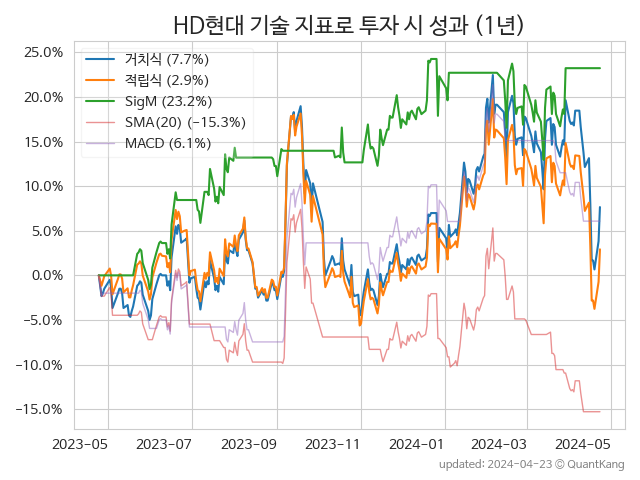 HD현대 기술 지표로 투자 시 성과 (1년)
25.0%
20.0%
15.0%
10.0%
5.0%
0.0%
−5.0%
−10.0%
−15.0%
거치식 (7.7%)
적립식 (2.9%)
SigM (23.2%)
SMA(20) (−15.3%)
MACD (6.1%)
2023-05
2023-07
2023-09
2023-11
2024-01
2024-03
2024-05
updated: 2024-04-23 ⓒ QuantKang